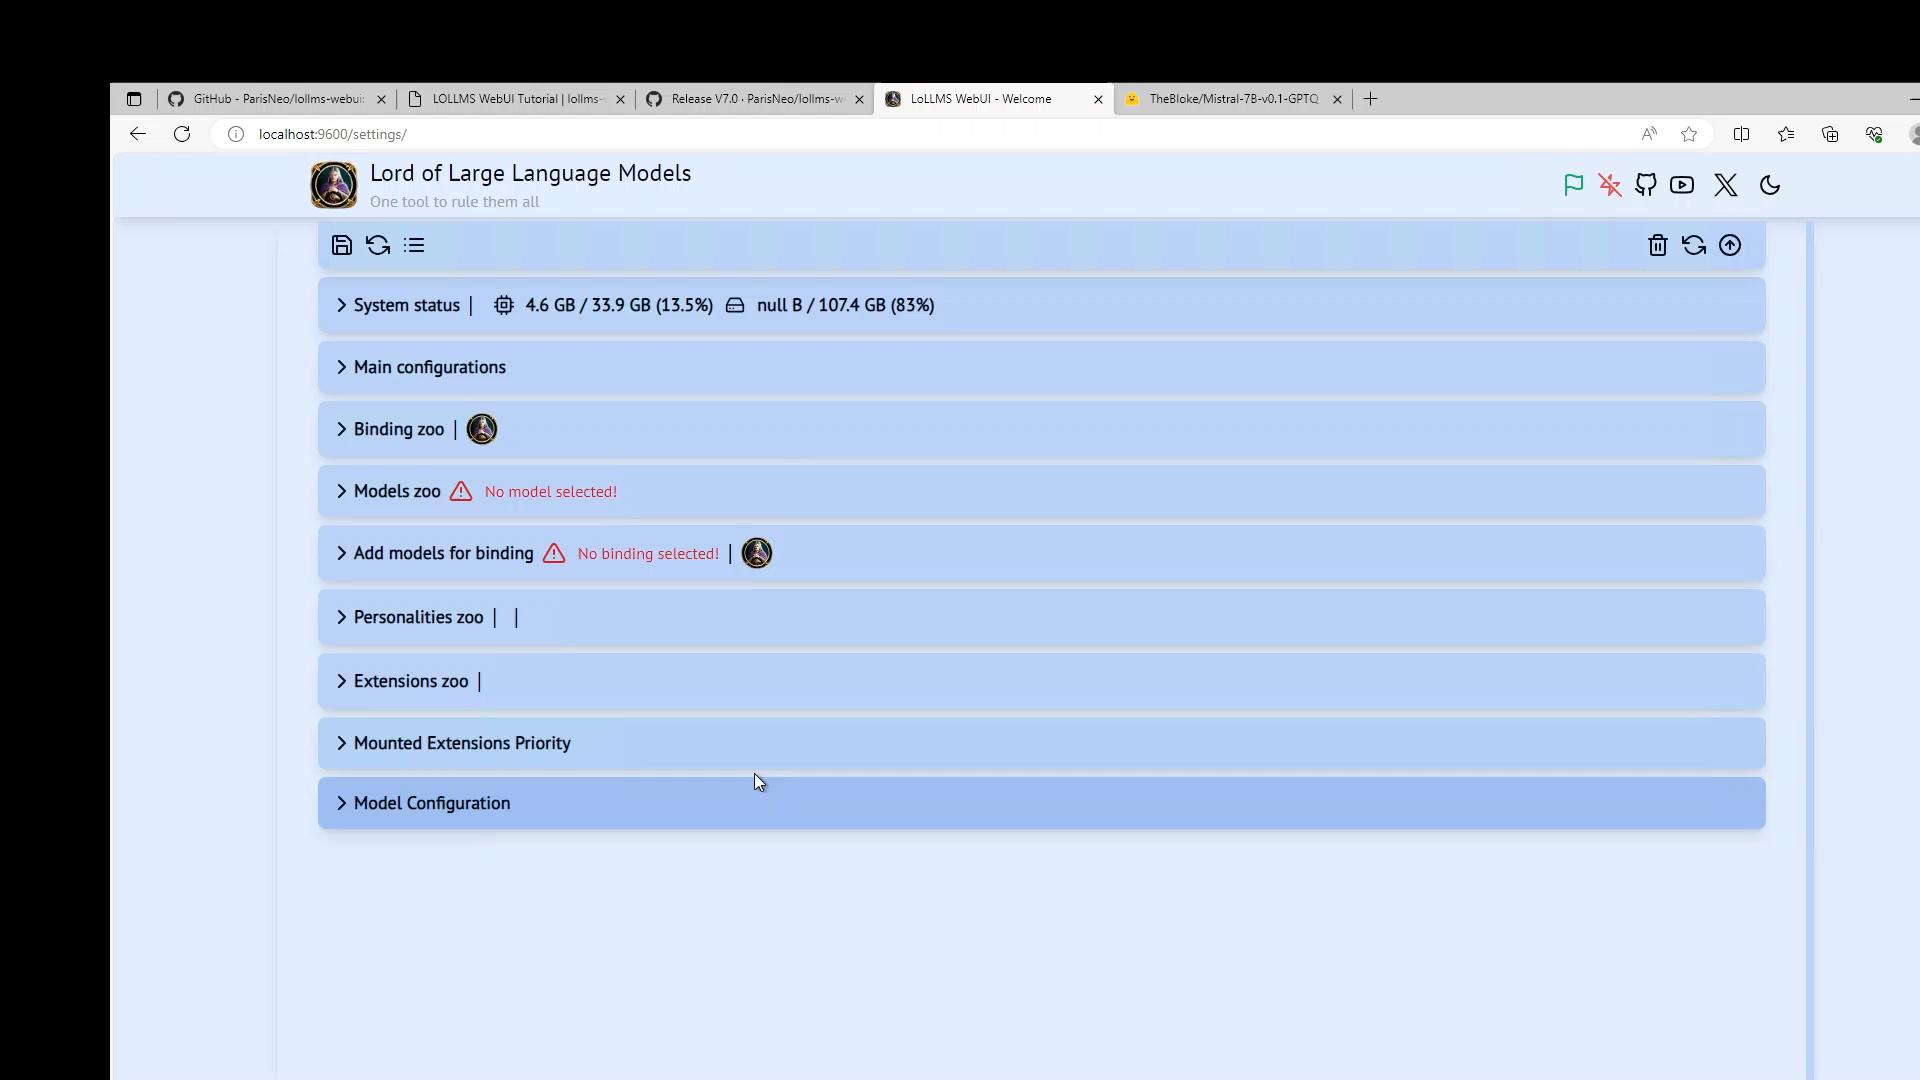 GitHub - ParisNeo/lollms-webui:
LOLLMS WebUI Tutorial | lollms-
Release V7.0 · ParisNeo/lollms-w
LoLLMS WebUI - Welcome
TheBloke/Mistral-7B-v0.1-GPTQ
localhost:9600/settings/
Lord of Large Language Models
One tool to rule them all
System status | 4.6 GB / 33.9 GB (13.5%) null B / 107.4 GB (83%)
Main configurations
Binding zoo |
Models zoo No model selected!
Add models for binding No binding selected! |
Personalities zoo | |
Extensions zoo |
Mounted Extensions Priority
Model Configuration